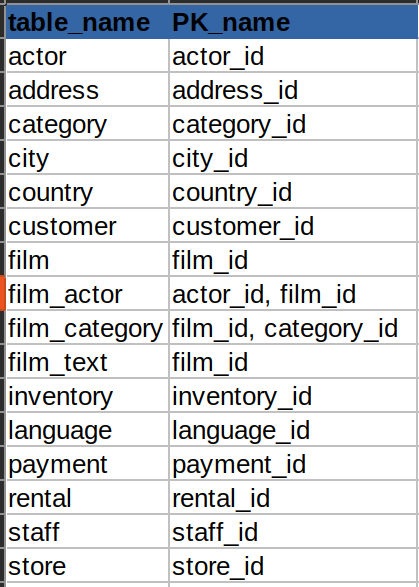 table_name PK_name
actor actor_id
address address_id
category category_id
city city_id
country country_id
customer customer_id
film film_id
film_actor actor_id, film_id
film_category film_id, category_id
film_text film_id
inventory inventory_id
language language_id
payment payment_id
rental rental_id
staff staff_id
store store_id